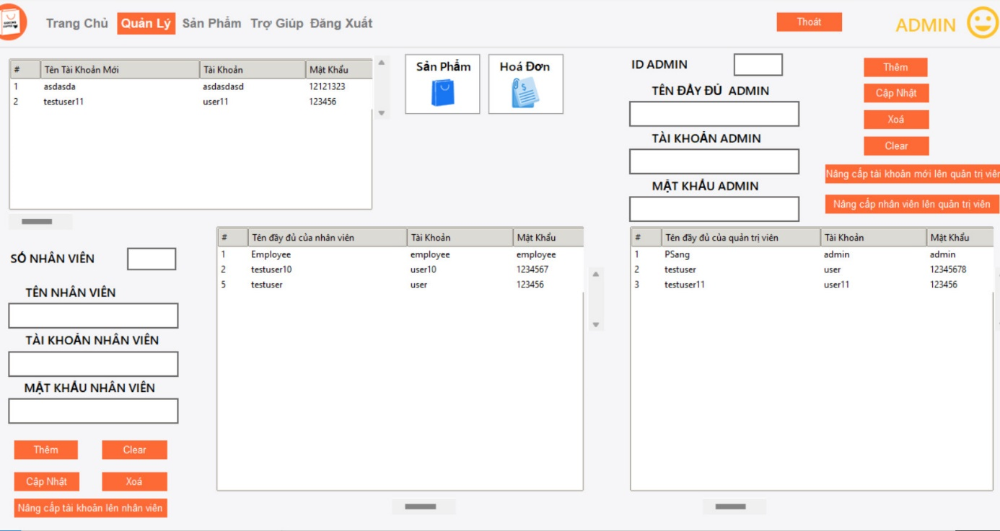 Trang Chủ Quản Lý Sản Phẩm Trợ Giúp Đăng Xuất
Thoát
ADMIN
# Tên Tài Khoản Mới Tài Khoản Mật Khẩu
1 asdasda asdasdasd 12121323
2 testuser11 user11 123456
Sản Phẩm
Hoá Đơn
ID ADMIN
TÊN ĐẦY ĐỦ ADMIN
TÀI KHOẢN ADMIN
MẬT KHẨU ADMIN
Thêm
Cập Nhật
Xoá
Clear
Nâng cấp tài khoản mới lên quản trị viên
Nâng cấp nhân viên lên quản trị viên
SỐ NHÂN VIÊN
TÊN NHÂN VIÊN
TÀI KHOẢN NHÂN VIÊN
MẬT KHẨU NHÂN VIÊN
Thêm Clear
Cập Nhật Xoá
Nâng cấp tài khoản lên nhân viên
# Tên đầy đủ của nhân viên Tài Khoản Mật Khẩu
1 Employee employee employee
2 testuser10 user10 1234567
5 testuser user 123456
# Tên đầy đủ của quản trị viên Tài Khoản Mật Khẩu
1 PSang admin admin
2 testuser user 12345678
3 testuser11 user11 123456